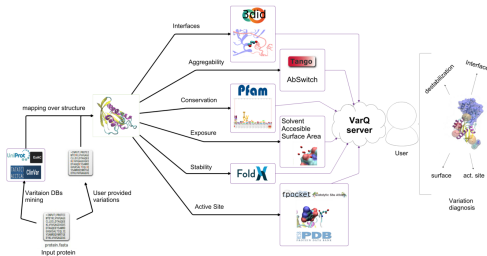 Interfaces
3did
Aggregability
Tango
AbSwitch
Conservation
Pfam
mapping over structure
Exposure
Solvent
Accesible
Surface Area
VarQ
server
User
Stability
FoldX
Active Site
fpocket
PDB
UniProt
ClinVar
Varitaion DBs
mining
User provided
variations
protein.fasta
Input protein
destabilization
Interface
surface
act. site
Variation
diagnosis